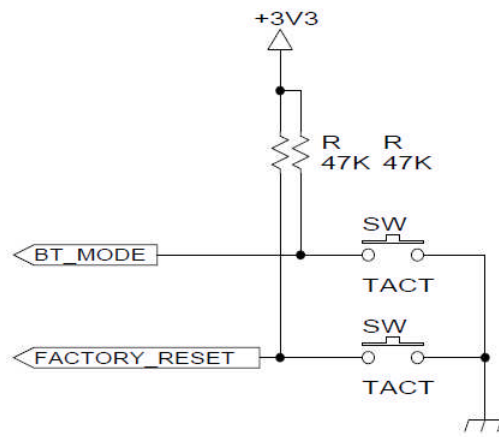 +3V3
R R
47K 47K
SW
BT_MODE
TACT
SW
FACTORY_RESET
TACT